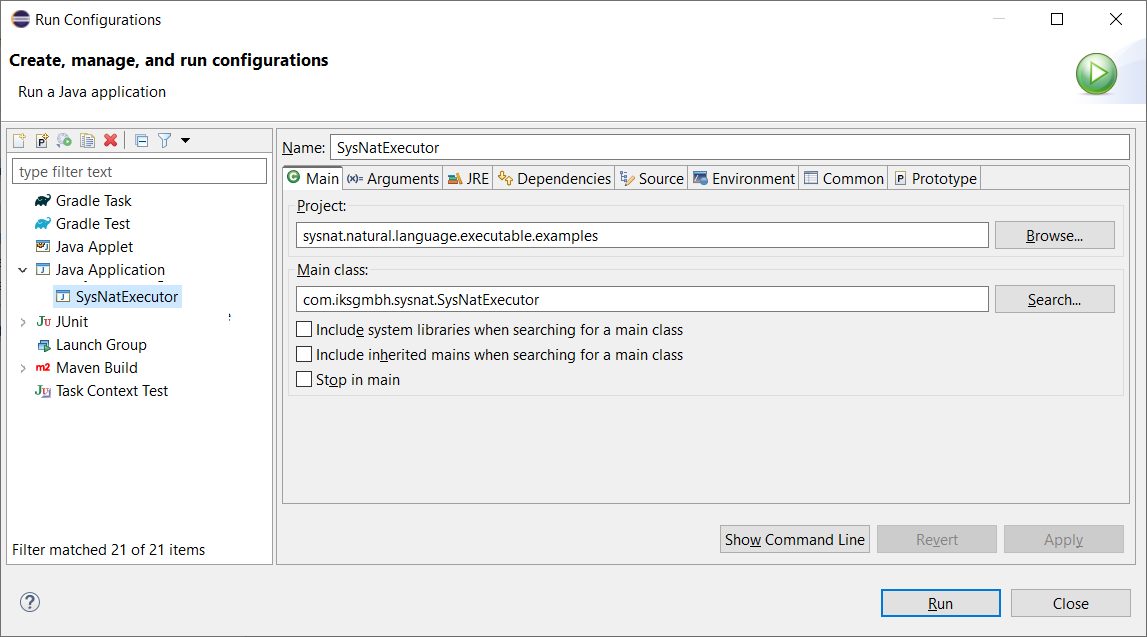 Run Configurations
Create, manage, and run configurations
Run a Java application
type filter text
Gradle Task
Gradle Test
Java Applet
Java Application
SysNatExecutor
Ju JUnit
Launch Group
m2 Maven Build
Task Context Test
Filter matched 21 of 21 items
Name: SysNatExecutor
Main (x)= Arguments JRE Dependencies Source Environment Common P Prototype
Project:
sysnat.natural.language.executable.examples Browse...
Main class:
com.iksgmbh.sysnat.SysNatExecutor Search...
Include system libraries when searching for a main class
Include inherited mains when searching for a main class
Stop in main
Show Command Line Revert Apply
? Run Close